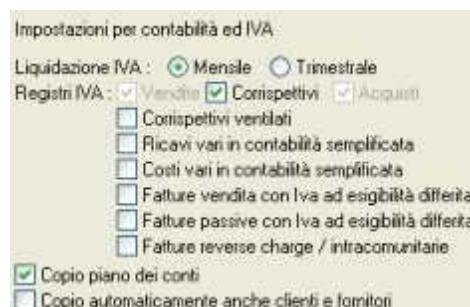 Impostazioni per contabilità ed IVA
Liquidazione IVA : Mensile Trimestrale
Registri IVA : Vendite Corrispettivi Acquisti
Corrispettivi ventilati
Ricavi vari in contabilità semplificata
Costi vari in contabilità semplificata
Fatture vendita con Iva ad esigibilità differita
Fatture passive con Iva ad esigibilità differita
Fatture reverse charge / intracomunitarie
Copio piano dei conti
Copio automaticamente anche clienti e fornitori